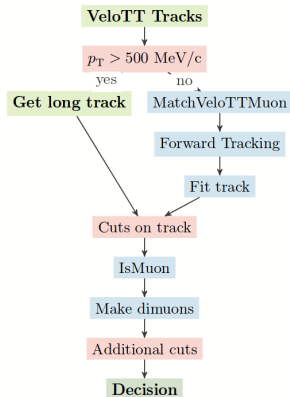 VeloTT Tracks
pT > 500 MeV/c
yes
no
Get long track
MatchVeloTTMuon
Forward Tracking
Fit track
Cuts on track
IsMuon
Make dimuons
Additional cuts
Decision